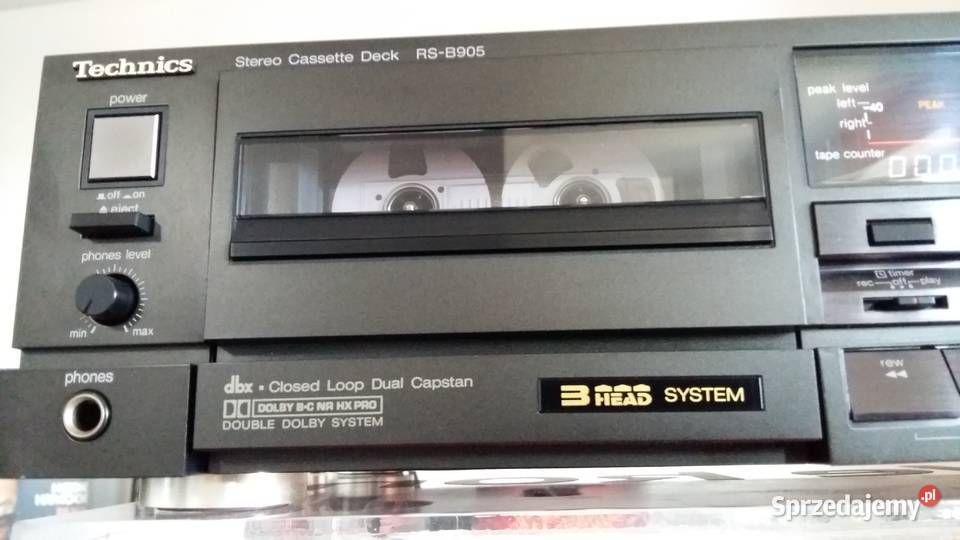 Technics
Stereo Cassette Deck RS-B905
power
off on
eject
phones level
min max
phones
peak level
left -40 PEAK
right
tape counter
000
timer
rec off play
rew
dbx • Closed Loop Dual Capstan
DOLBY B•C NR HX PRO
DOUBLE DOLBY SYSTEM
3 HEAD SYSTEM
Sprzedajemy.pl